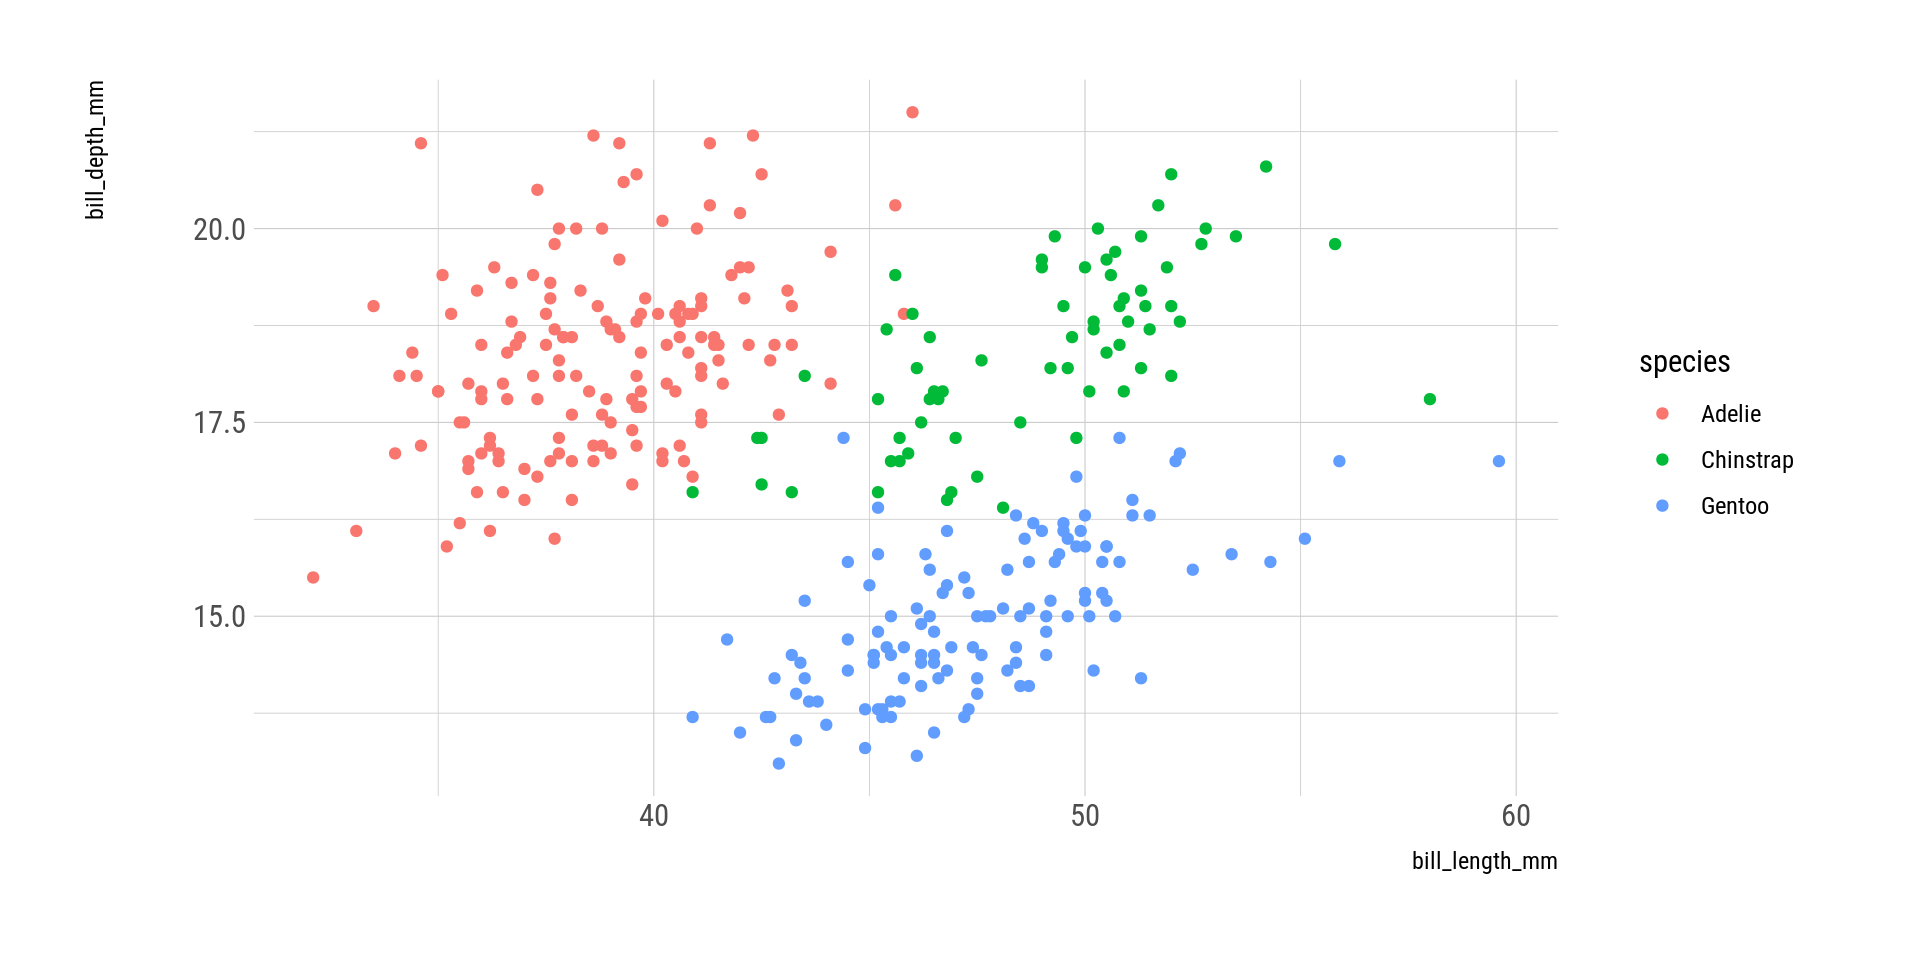 bill_depth_mm
20.0
17.5
15.0
40 50 60
bill_length_mm
species
Adelie
Chinstrap
Gentoo